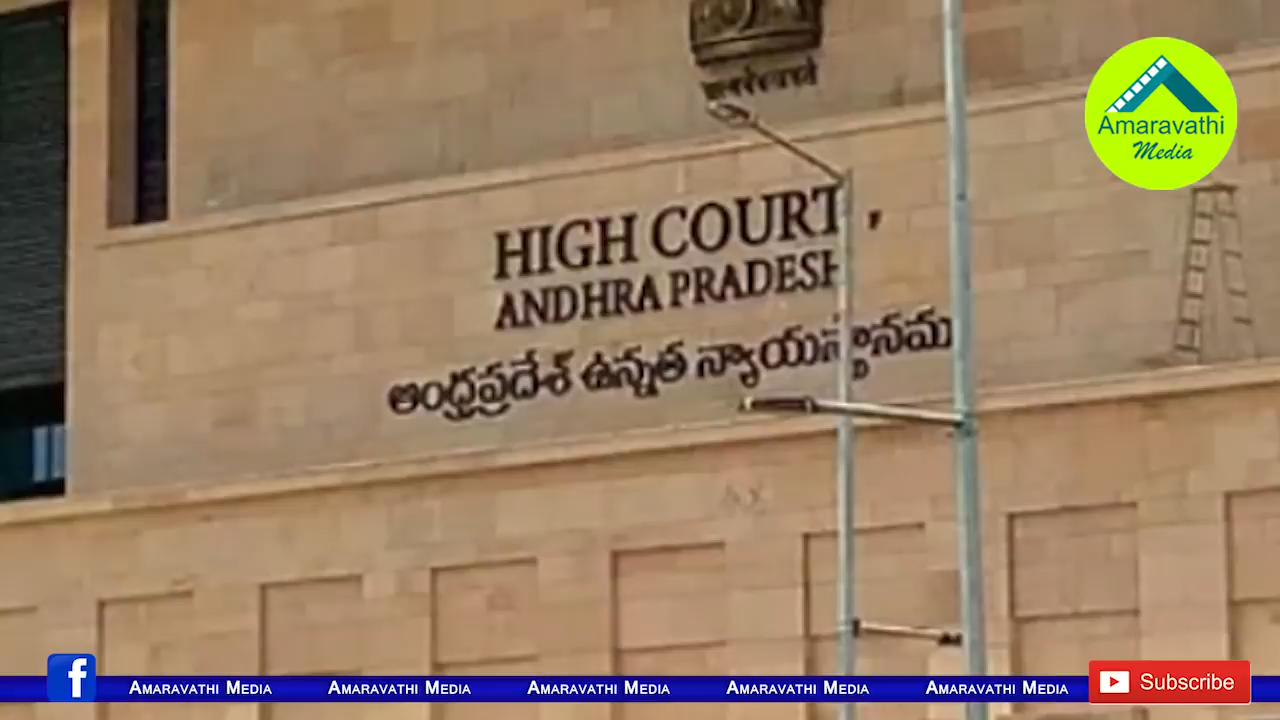 Amaravathi
Media
HIGH COURT,
ANDHRA PRADESH
ఆంధ్రప్రదేశ్ ఉన్నత న్యాయస్థానము
f
AMARAVATHI MEDIA AMARAVATHI MEDIA AMARAVATHI MEDIA AMARAVATHI MEDIA AMARAVATHI MEDIA
Subscribe